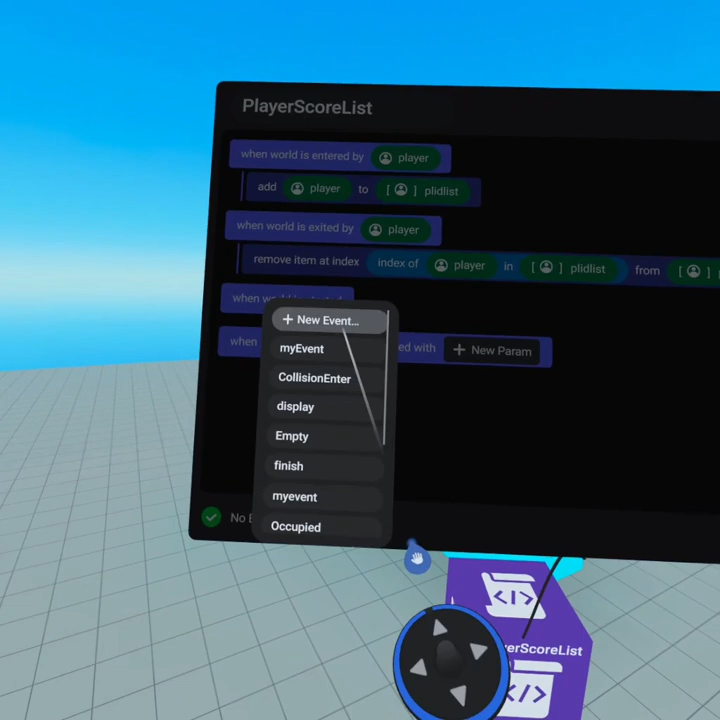 PlayerScoreList
when world is entered by player
add player to [ ] plidlist
when world is exited by player
remove item at index index of player in [ ] plidlist from [ ]
when
+ New Event...
when ed with + New Param
myEvent
CollisionEnter
display
Empty
finish
myevent
Occupied
No
erScoreList